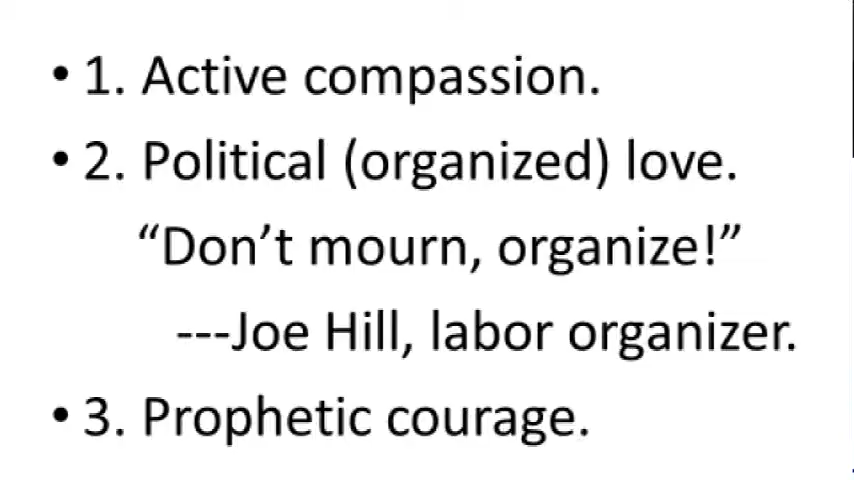 • 1. Active compassion.
• 2. Political (organized) love.
“Don’t mourn, organize!”
---Joe Hill, labor organizer.
• 3. Prophetic courage.